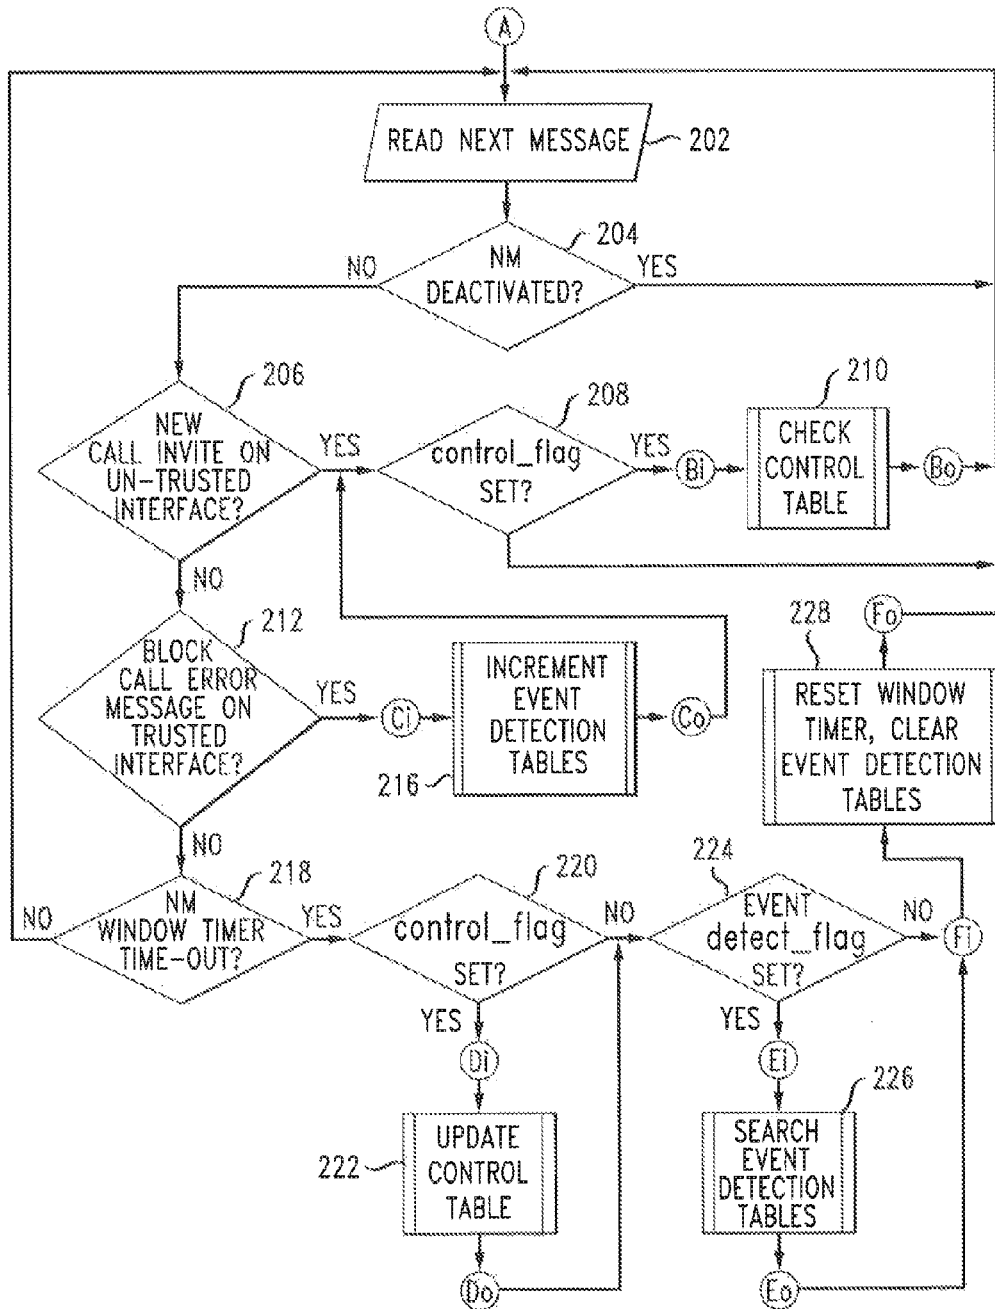 A
READ NEXT MESSAGE
202
204
NM
DEACTIVATED?
NO
YES
206
NEW
CALL INVITE ON
UN-TRUSTED
INTERFACE?
YES
NO
208
control_flag
SET?
YES
Bi
210
CHECK
CONTROL
TABLE
Bo
212
BLOCK
CALL ERROR
MESSAGE ON
TRUSTED
INTERFACE?
YES
NO
Ci
INCREMENT
EVENT
DETECTION
TABLES
216
Co
228
Fo
RESET WINDOW
TIMER, CLEAR
EVENT DETECTION
TABLES
218
NM
WINDOW TIMER
TIME-OUT?
NO
YES
220
control_flag
SET?
NO
YES
224
EVENT
detect_flag
SET?
NO
YES
Fi
Di
222
UPDATE
CONTROL
TABLE
Do
Ei
226
SEARCH
EVENT
DETECTION
TABLES
Eo